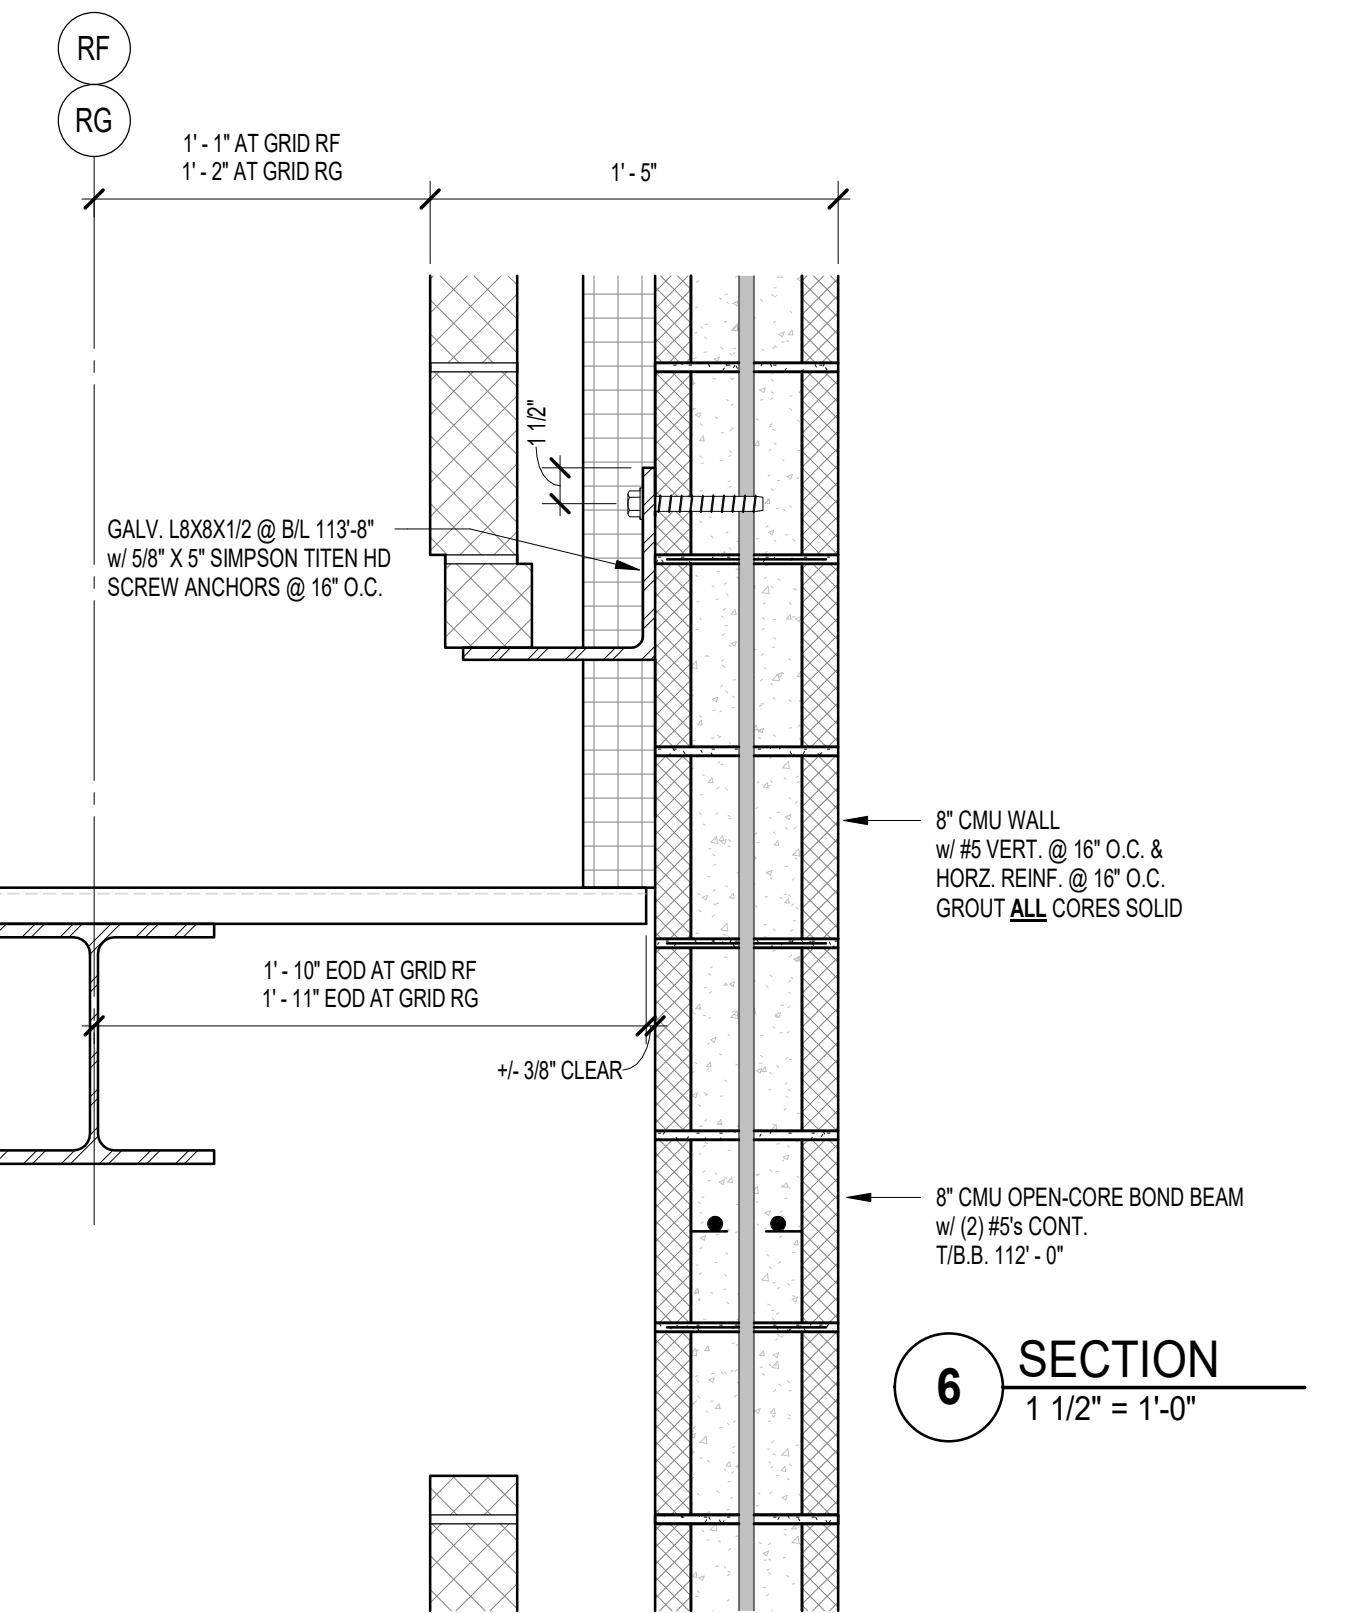 RF
RG
1' - 1" AT GRID RF
1' - 2" AT GRID RG
1' - 5"
1 1/2"
GALV. L8X8X1/2 @ B/L 113'-8"
w/ 5/8" X 5" SIMPSON TITEN HD
SCREW ANCHORS @ 16" O.C.
8" CMU WALL
w/ #5 VERT. @ 16" O.C. &
HORZ. REINF. @ 16" O.C.
GROUT ALL CORES SOLID
1' - 10" EOD AT GRID RF
1' - 11" EOD AT GRID RG
+/- 3/8" CLEAR
8" CMU OPEN-CORE BOND BEAM
w/ (2) #5's CONT.
T/B.B. 112' - 0"
6
SECTION
1 1/2" = 1'-0"